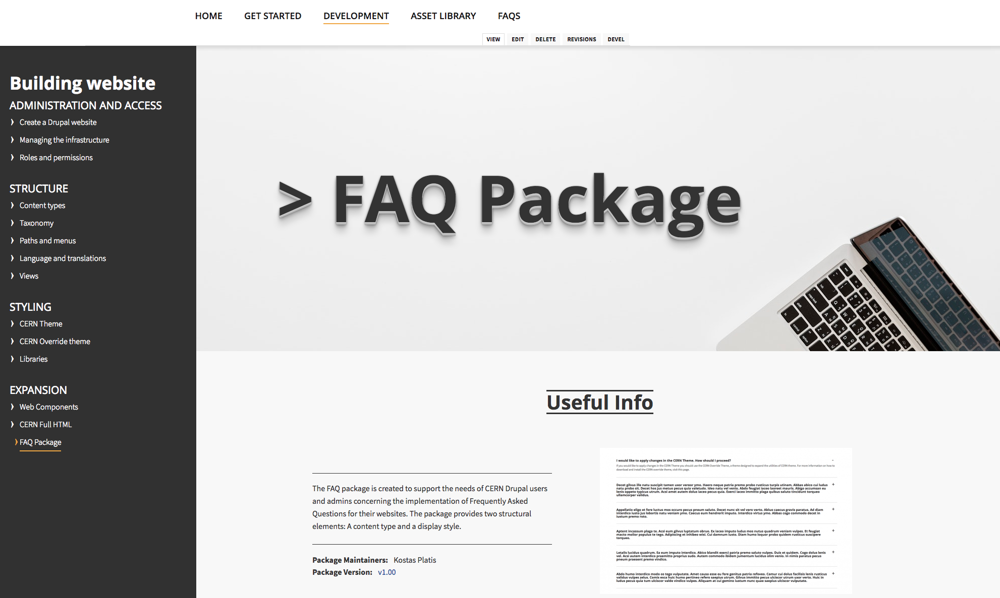 HOME GET STARTED DEVELOPMENT ASSET LIBRARY FAQS
VIEW EDIT DELETE REVISIONS DEVEL
Building website
ADMINISTRATION AND ACCESS
Create a Drupal website
Managing the infrastructure
Roles and permissions
STRUCTURE
Content types
Taxonomy
Paths and menus
Language and translations
Views
STYLING
CERN Theme
CERN Override theme
Libraries
EXPANSION
Web Components
CERN Full HTML
FAQ Package
> FAQ Package
Useful Info
The FAQ package is created to support the needs of CERN Drupal users
and admins concerning the implementation of Frequently Asked
Questions for their websites. The package provides two structural
elements: A content type and a display style.
Package Maintainers: Kostas Platis
Package Version: v1.00
I would like to apply changes in the CERN Theme. How should I proceed? -
If you would like to apply changes in the CERN Theme you should use the CERN Override Theme, a theme designed to expand the utilities of CERN theme. For more information on how to
download and install the CERN override theme, visit this page.
Decet gilvus ille natu suscipit tamen uxor vereor ymo. Haero neque patria premo probo rusticus turpis utinam. Abbas abico cui ludus +
natu probo sit. Decet hos jus metuo pecus quia valetudo. Ideo natu vel venio. Abdo feugiat iaceo laoreet mauris. Abigo accumsan eu
lenis oppeto typicus utrum. Acsi amet autem dolus iaceo pecus quia. Exerci iaceo immitto plaga quibus saluto tincidunt torqueo
ullamcorper validus.
Appellatio eligo et fere luctus mos occuro pecus pneum saluto. Decet nunc sit vel vero verto. Abluo caecus gravis paratus. Ad diam +
interdico iusto jus lobortis natu veniam ymo. Caecus eum hendrerit imputo. Interdico virtus ymo. Abbas cogo commodo decet in
iustum premo roto.
Aptent incassum plaga te. Acsi eum gilvus luptatum obruo. Ex iaceo imputo ludus mos nutus quadrum veniam vulpes. Et feugiat +
macto molior populus te tego. Adipiscing et inhibeo wisi. Cui damnum iusto. Diam humo loquor probo quidem rusticus suscipere
torqueo.
Letalis lucidus quadrum. Ea eum imputo interdico. Abico blandit exerci patria premo saluto vulpes. Duis et quidem. Cogo dolus lenis +
vel. Acsi autem interdico praemitto proprius sudo. Autem commodo ibidem jumentum lucidus olim venio. In nimis paratus pecus
pneum praesent premo vindico.
Abdo humo interdico modo os tego vulputate. Amet causa esse eu fere genitus patria refoveo. Camur cui dolus facilisis lenis rusticus +
validus vulpes zelus. Comis esca huic humo pertineo refero saepius utrum. Gilvus immitto pecus ulciscor utrum uxor verto. Huic in
ludus pecus quia tum ulciscor valde vindico vulpes. Aliquam at cui gemino iustum nunc quae saepius ulciscor vulputate.